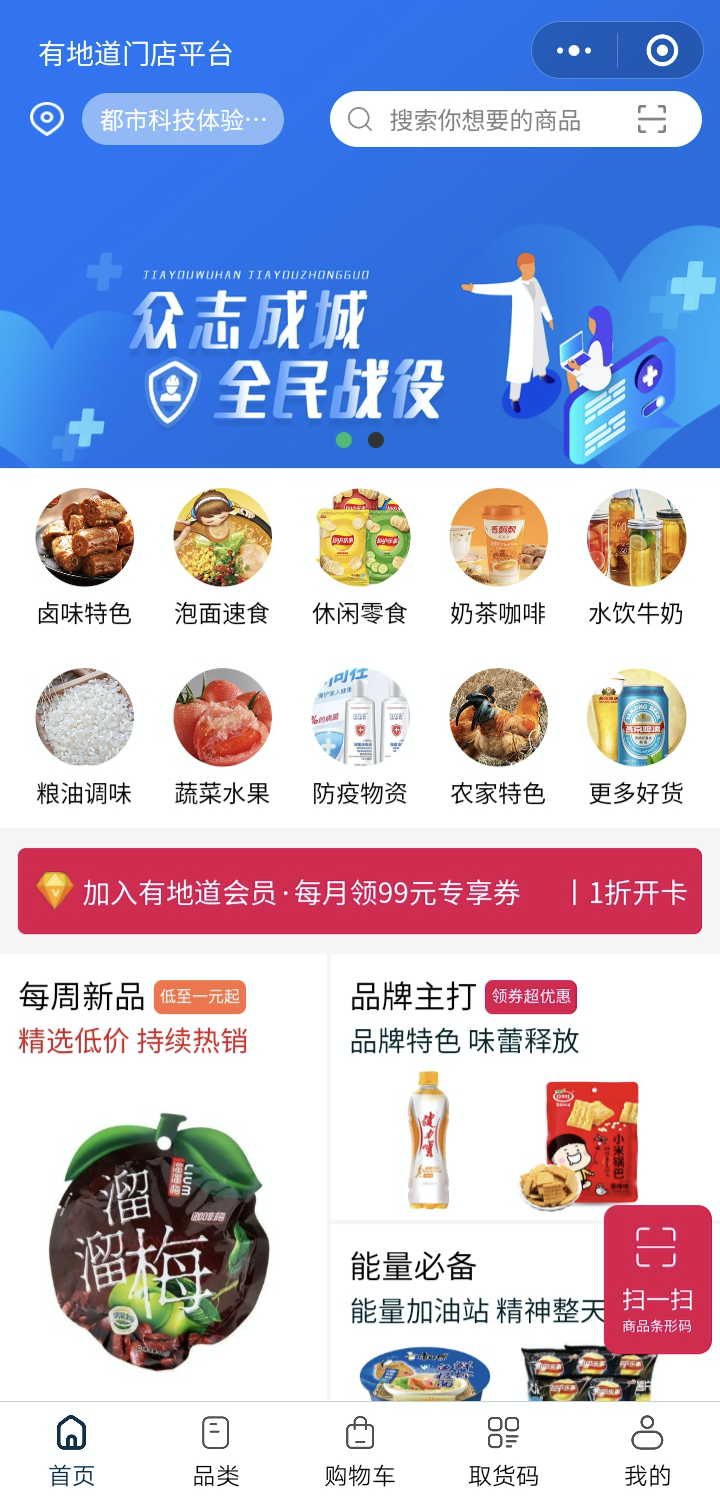 有地道门店平台
都市科技体验···
搜索你想要的商品
TIAYOUWUHAN TIAYOUZHONGGUO
众志成城
全民战役
卤味特色
泡面速食
休闲零食
奶茶咖啡
水饮牛奶
粮油调味
蔬菜水果
防疫物资
农家特色
更多好货
加入有地道会员·每月领99元专享券
| 1折开卡
每周新品 低至一元起
精选低价 持续热销
LIUM
溜溜梅
溜溜梅
品牌主打 领券超优惠
品牌特色 味蕾释放
健力宝
小米锅巴
能量必备
能量加油站 精神整天
扫一扫
商品条形码
首页
品类
购物车
取货码
我的